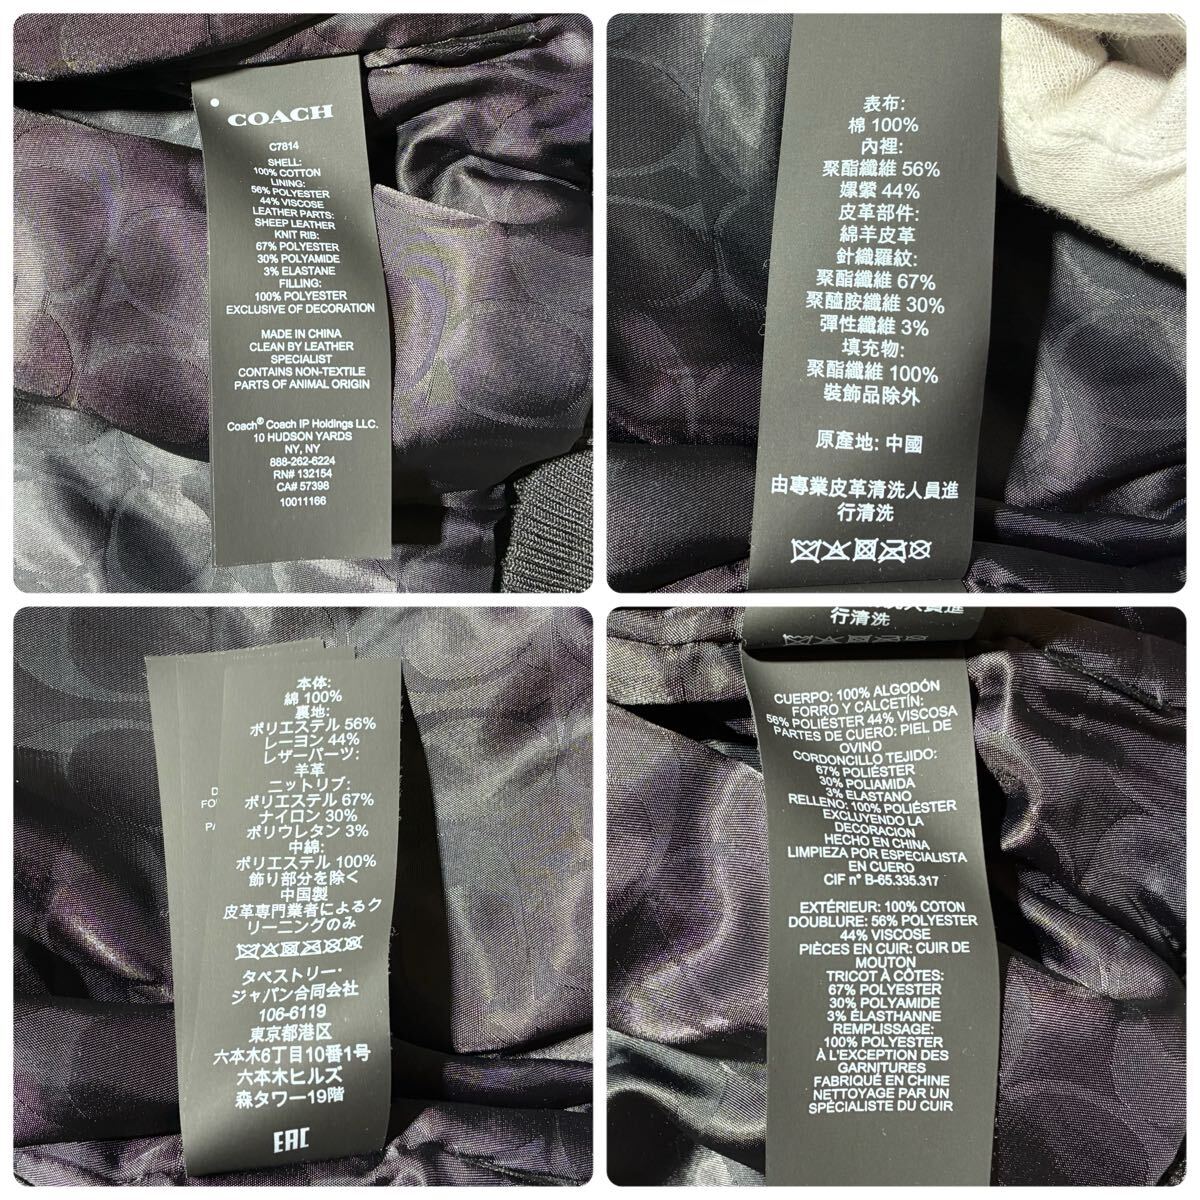 COACH
C7814
SHELL:
100% COTTON
LINING:
56% POLYESTER
44% VISCOSE
LEATHER PARTS:
SHEEP LEATHER
KNIT RIB:
67% POLYESTER
30% POLYAMIDE
3% ELASTANE
FILLING:
100% POLYESTER
EXCLUSIVE OF DECORATION
MADE IN CHINA
CLEAN BY LEATHER
SPECIALIST
CONTAINS NON-TEXTILE
PARTS OF ANIMAL ORIGIN
Coach® Coach IP Holdings LLC.
10 HUDSON YARDS
NY, NY
888-262-6224
RN# 132154
CA# 57398
10011166
表布:
棉 100%
內裡:
聚酯纖維 56%
嫘縈 44%
皮革部件:
綿羊皮革
針織羅紋:
聚酯纖維 67%
聚醯胺纖維 30%
彈性纖維 3%
填充物:
聚酯纖維 100%
裝飾品除外
原產地: 中國
由專業皮革清洗人員進
行清洗
本体:
綿 100%
裏地:
ポリエステル 56%
レーヨン 44%
レザーパーツ:
羊革
ニットリブ:
ポリエステル 67%
ナイロン 30%
ポリウレタン 3%
中綿:
ポリエステル 100%
飾り部分を除く
中国製
皮革専門業者によるク
リーニングのみ
タペストリー・
ジャパン合同会社
106-6119
東京都港区
六本木6丁目10番1号
六本木ヒルズ
森タワー19階
EAC
行清洗
CUERPO: 100% ALGODÓN
FORRO Y CALCETÍN:
56% POLIÉSTER 44% VISCOSA
PARTES DE CUERO: PIEL DE
OVINO
CORDONCILLO TEJIDO:
67% POLIÉSTER
30% POLIAMIDA
3% ELASTANO
RELLENO: 100% POLIÉSTER
EXCLUYENDO LA
DECORACION
HECHO EN CHINA
LIMPIEZA POR ESPECIALISTA
EN CUERO
CIF nº B-65.335.317
EXTÉRIEUR: 100% COTON
DOUBLURE: 56% POLYESTER
44% VISCOSE
PIÈCES EN CUIR: CUIR DE
MOUTON
TRICOT À CÔTES:
67% POLYESTER
30% POLYAMIDE
3% ÉLASTHANNE
REMPLISSAGE:
100% POLYESTER
À L'EXCEPTION DES
GARNITURES
FABRIQUÉ EN CHINE
NETTOYAGE PAR UN
SPÉCIALISTE DU CUIR